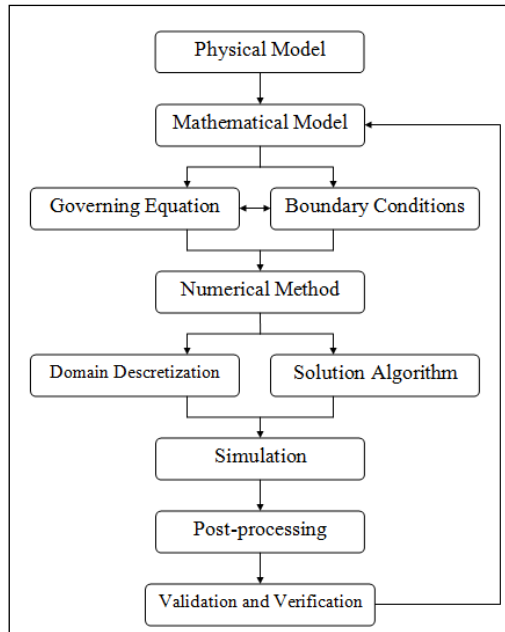 Physical Model
Mathematical Model
Governing Equation
Boundary Conditions
Numerical Method
Domain Descretization
Solution Algorithm
Simulation
Post-processing
Validation and Verification